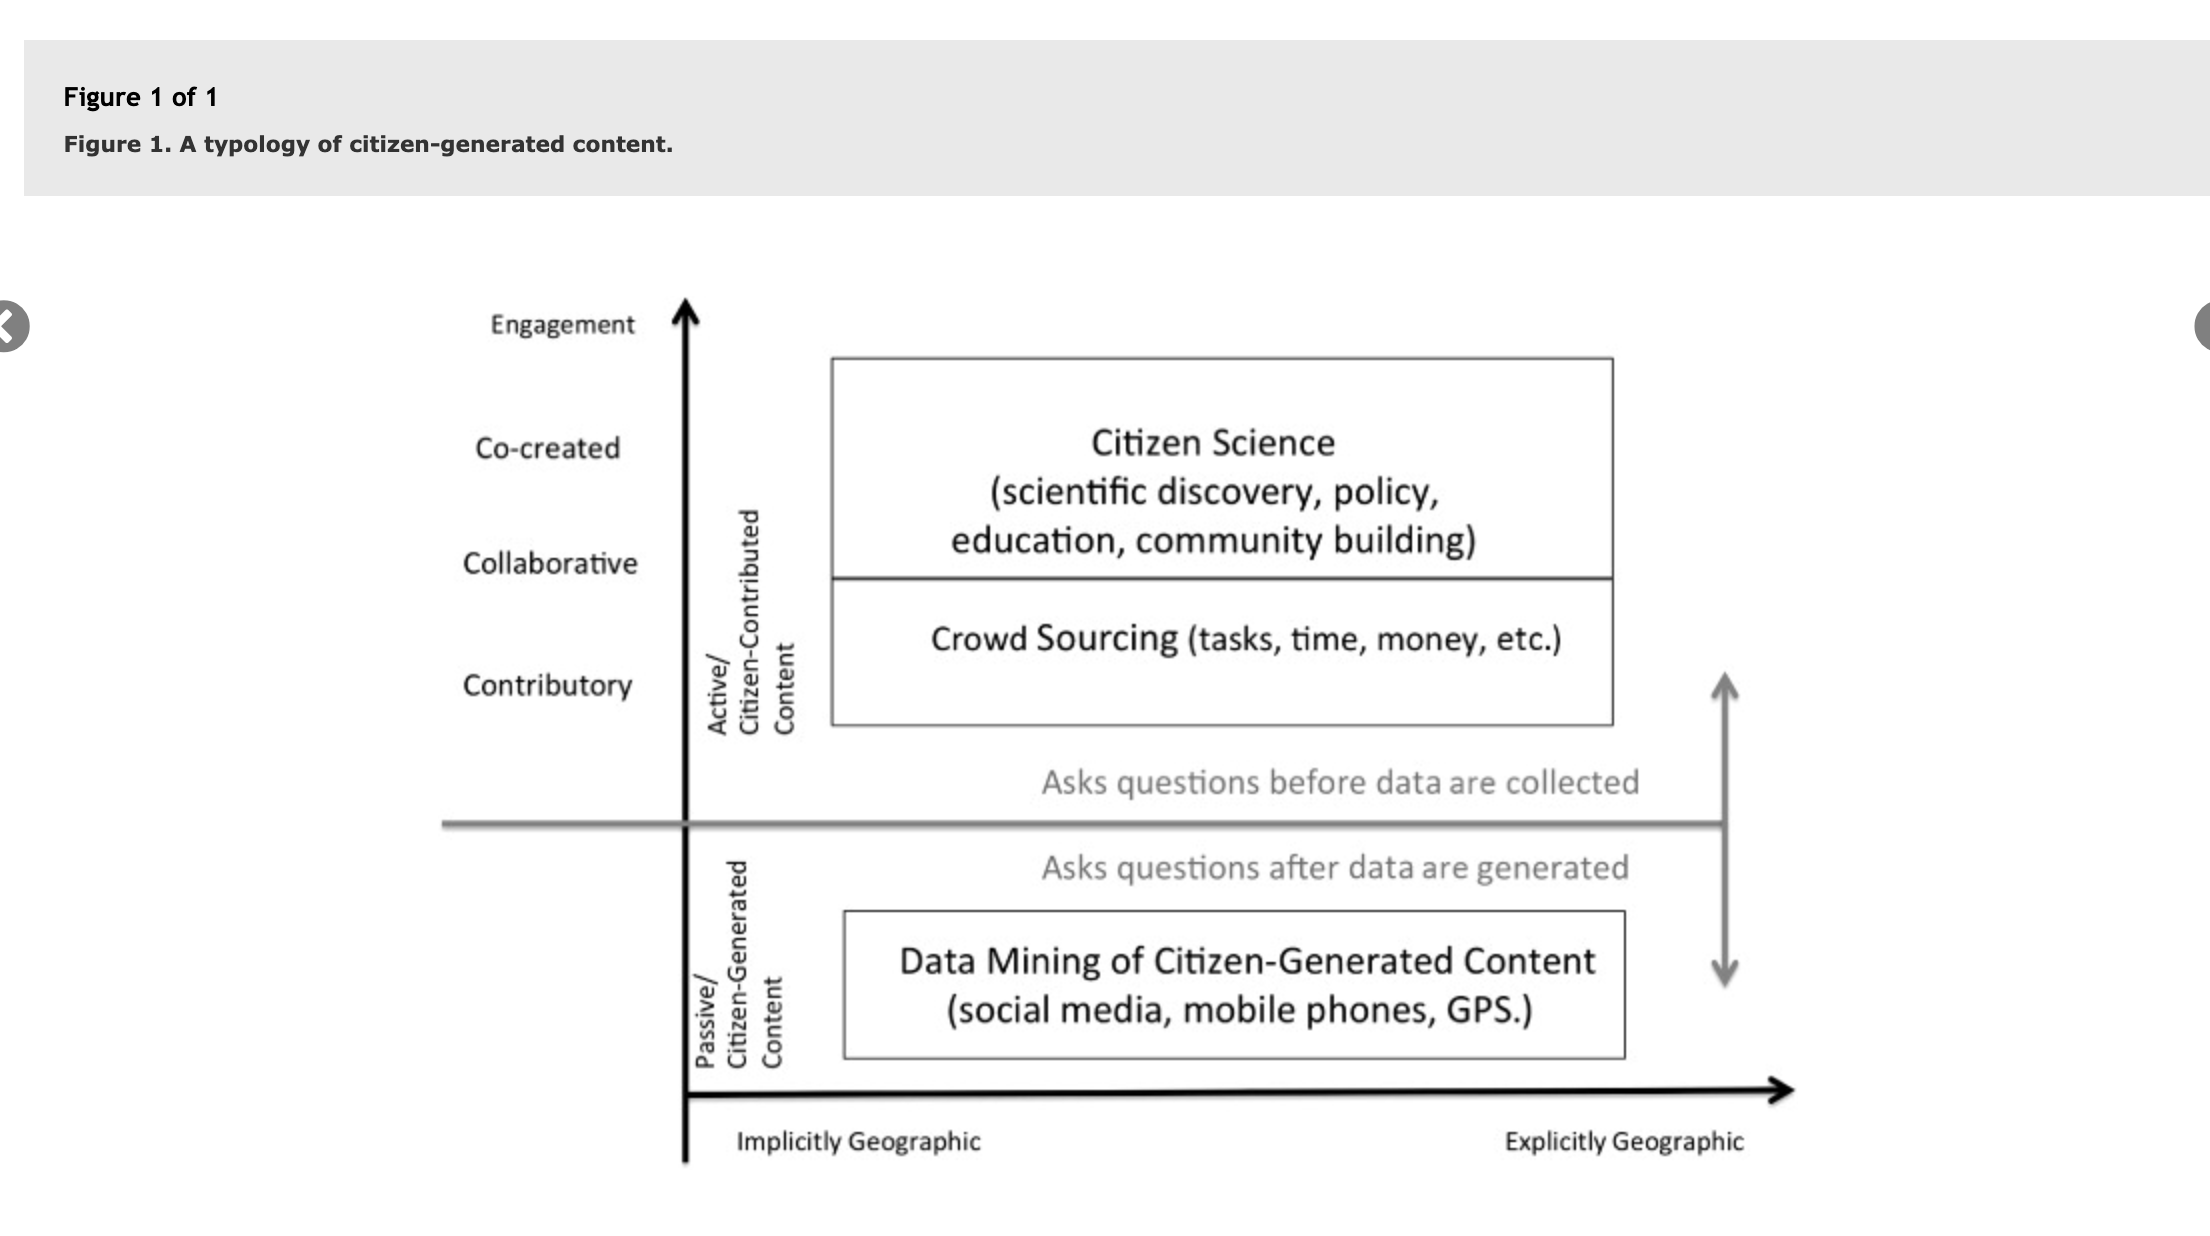 Figure 1 of 1
Figure 1. A typology of citizen-generated content.
Engagement
Co-created
Collaborative
Contributory
Active/
Citizen-Contributed
Content
Citizen Science
(scientific discovery, policy,
education, community building)
Crowd Sourcing (tasks, time, money, etc.)
Asks questions before data are collected
Asks questions after data are generated
Passive/
Citizen-Generated
Content
Data Mining of Citizen-Generated Content
(social media, mobile phones, GPS.)
Implicitly Geographic
Explicitly Geographic